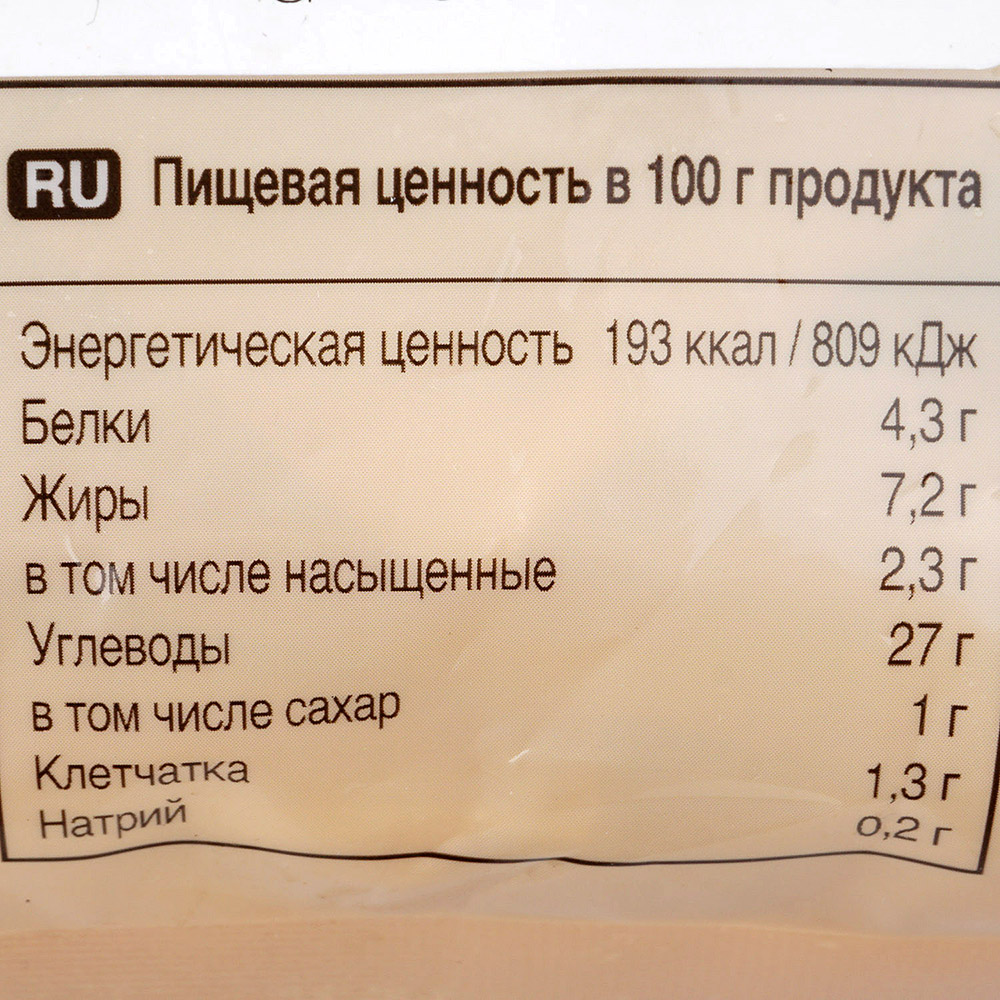 RU Пищевая ценность в 100 г продукта
Энергетическая ценность 193 ккал / 809 кДж
Белки 4,3 г
Жиры 7,2 г
в том числе насыщенные 2,3 г
Углеводы 27 г
в том числе сахар 1 г
Клетчатка 1,3 г
Натрий 0,2 г